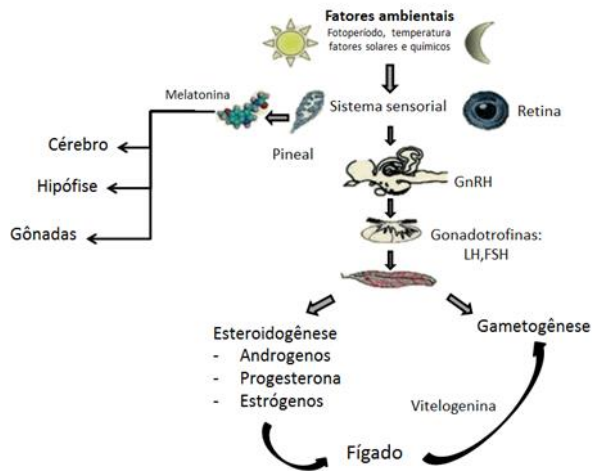 Fatores ambientais
Fotoperíodo, temperatura
fatores solares e químicos
Melatonina
Sistema sensorial
Retina
Pineal
Cérebro
Hipófise
Gônadas
GnRH
Gonadotrofinas:
LH,FSH
Esteroidogênese
- Androgenos
- Progesterona
- Estrógenos
Gametogênese
Vitelogenina
Fígado